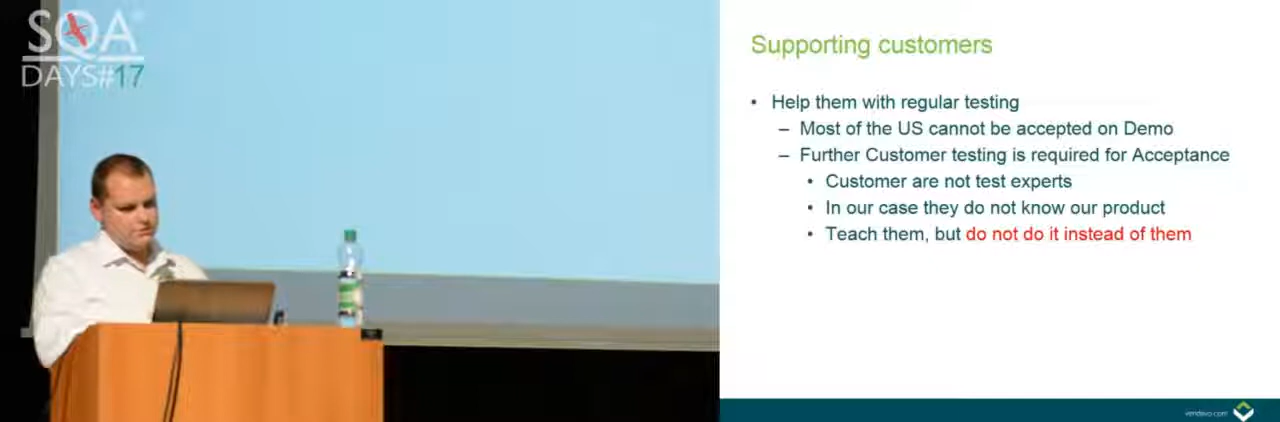 SQA
DAYS#17
Supporting customers
• Help them with regular testing
– Most of the US cannot be accepted on Demo
– Further Customer testing is required for Acceptance
• Customer are not test experts
• In our case they do not know our product
• Teach them, but do not do it instead of them
vendavo.com